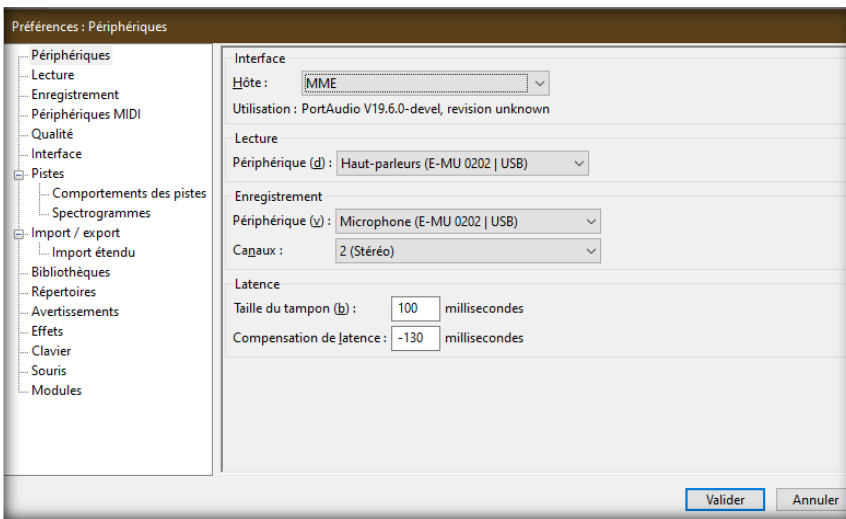 Préférences : Périphériques
Périphériques
Lecture
Enregistrement
Périphériques MIDI
Qualité
Interface
Pistes
Comportements des pistes
Spectrogrammes
Import / export
Import étendu
Bibliothèques
Répertoires
Avertissements
Effets
Clavier
Souris
Modules
Interface
Hôte : MME
Utilisation : PortAudio V19.6.0-devel, revision unknown
Lecture
Périphérique (d) : Haut-parleurs (E-MU 0202 | USB)
Enregistrement
Périphérique (v) : Microphone (E-MU 0202 | USB)
Canaux : 2 (Stéréo)
Latence
Taille du tampon (b) : 100 millisecondes
Compensation de latence : -130 millisecondes
Valider Annuler